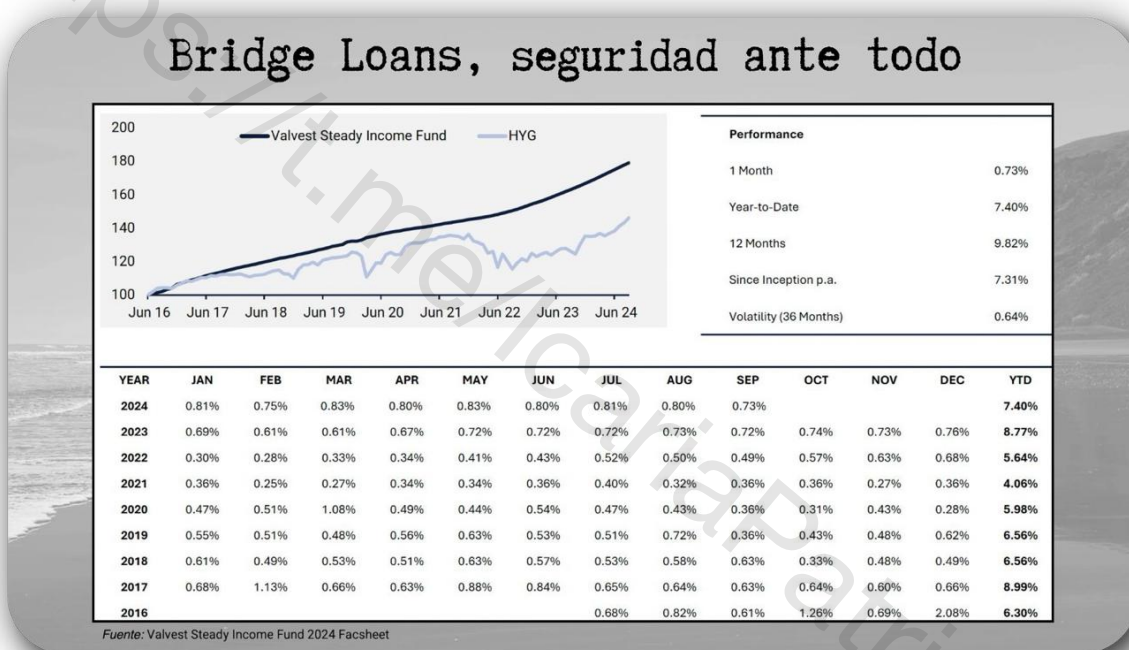 Bridge Loans, seguridad ante todo
200
180
160
140
120
100
Valvest Steady Income Fund HYG
Jun 16 Jun 17 Jun 18 Jun 19 Jun 20 Jun 21 Jun 22 Jun 23 Jun 24
Performance
1 Month 0.73%
Year-to-Date 7.40%
12 Months 9.82%
Since Inception p.a. 7.31%
Volatility (36 Months) 0.64%
YEAR JAN FEB MAR APR MAY JUN JUL AUG SEP OCT NOV DEC YTD
2024 0.81% 0.75% 0.83% 0.80% 0.83% 0.80% 0.81% 0.80% 0.73% 7.40%
2023 0.69% 0.61% 0.61% 0.67% 0.72% 0.72% 0.72% 0.73% 0.72% 0.74% 0.73% 0.76% 8.77%
2022 0.30% 0.28% 0.33% 0.34% 0.41% 0.43% 0.52% 0.50% 0.49% 0.57% 0.63% 0.68% 5.64%
2021 0.36% 0.25% 0.27% 0.34% 0.34% 0.36% 0.40% 0.32% 0.36% 0.36% 0.27% 0.36% 4.06%
2020 0.47% 0.51% 1.08% 0.49% 0.44% 0.54% 0.47% 0.43% 0.36% 0.31% 0.43% 0.28% 5.98%
2019 0.55% 0.51% 0.48% 0.56% 0.63% 0.53% 0.51% 0.72% 0.36% 0.43% 0.48% 0.62% 6.56%
2018 0.61% 0.49% 0.53% 0.51% 0.63% 0.57% 0.53% 0.58% 0.63% 0.33% 0.48% 0.49% 6.56%
2017 0.68% 1.13% 0.66% 0.63% 0.88% 0.84% 0.65% 0.64% 0.63% 0.64% 0.60% 0.66% 8.99%
2016 0.68% 0.82% 0.61% 1.26% 0.69% 2.08% 6.30%
Fuente: Valvest Steady Income Fund 2024 Facsheet
ps://t.me/IcariaPatri